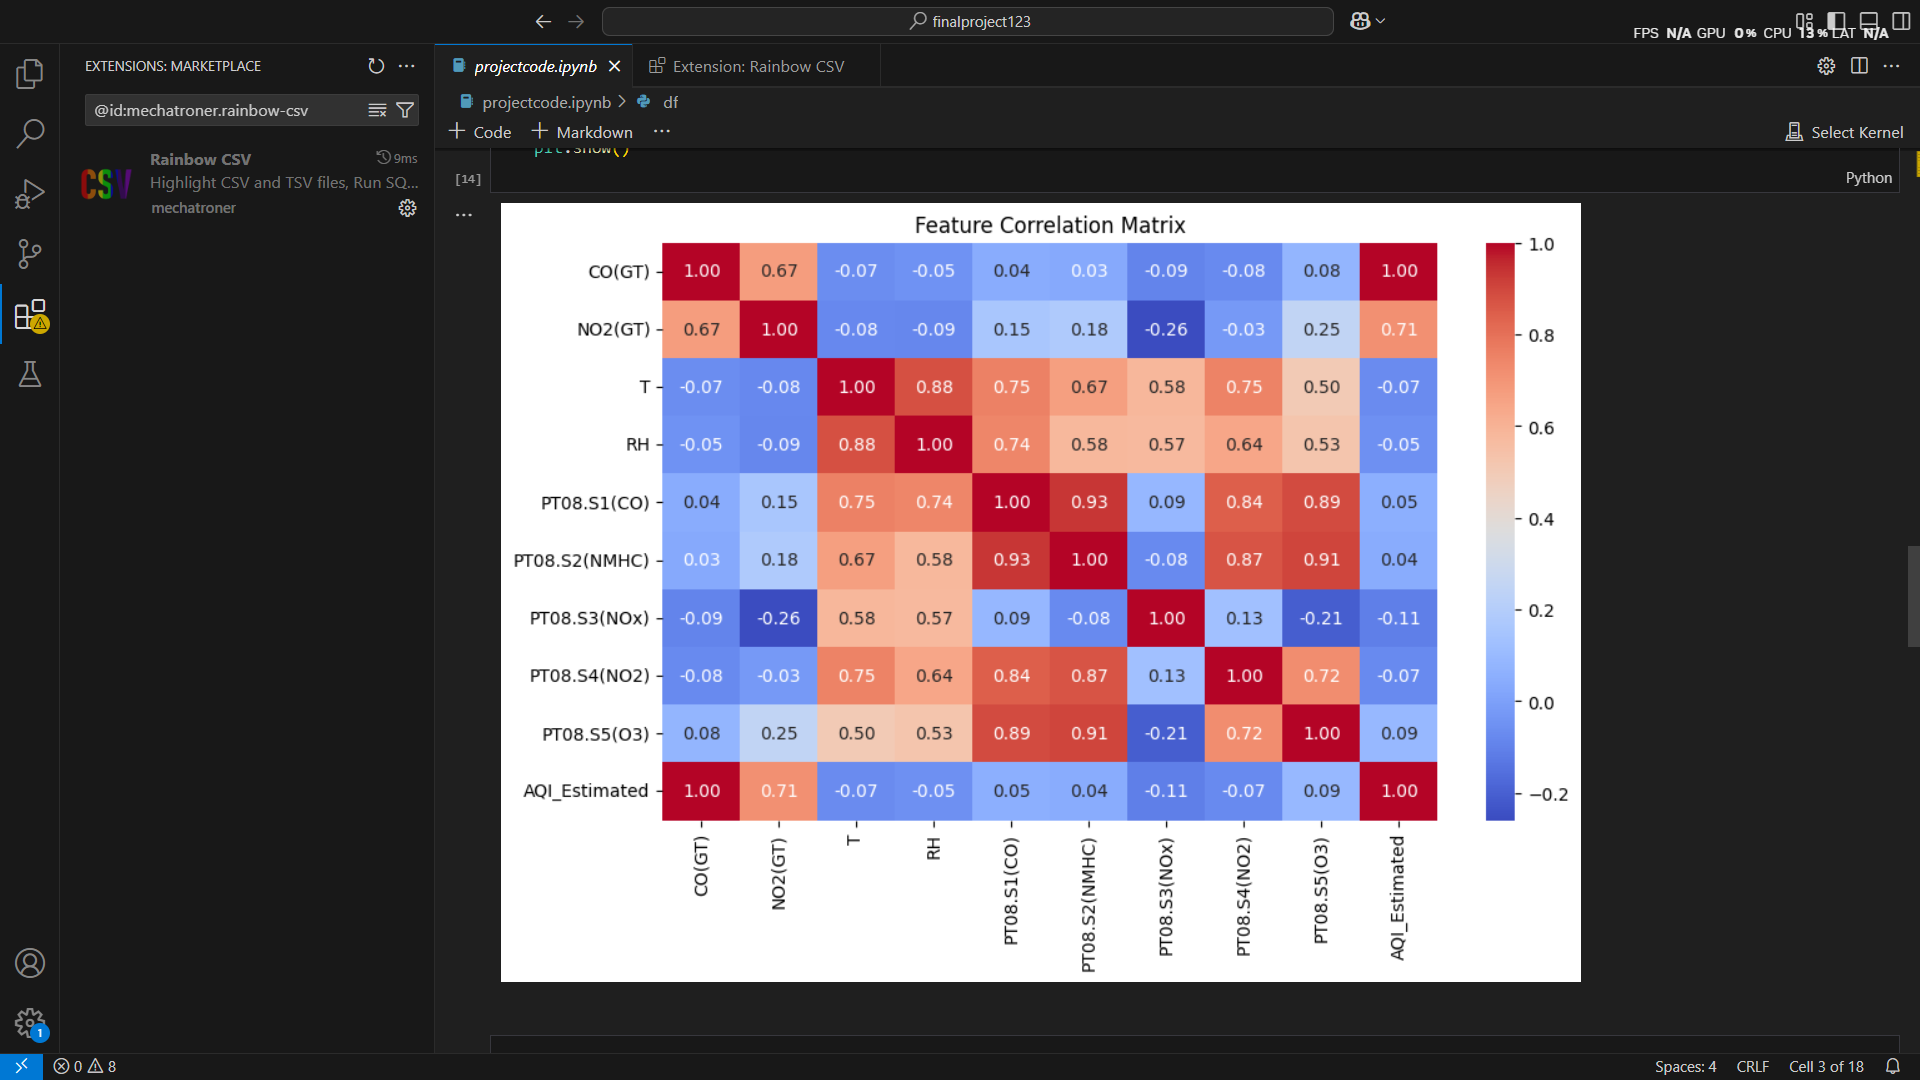 finalproject123
FPS N/A GPU 0% CPU 13% LAT N/A
EXTENSIONS: MARKETPLACE
@id:mechatroner.rainbow-csv
CSV
Rainbow CSV
9ms
Highlight CSV and TSV files, Run SQ...
mechatroner
projectcode.ipynb
Extension: Rainbow CSV
projectcode.ipynb > df
+ Code + Markdown ...
Select Kernel
plt.show()
[14]
Python
Feature Correlation Matrix
CO(GT) 1.00 0.67 -0.07 -0.05 0.04 0.03 -0.09 -0.08 0.08 1.00
NO2(GT) 0.67 1.00 -0.08 -0.09 0.15 0.18 -0.26 -0.03 0.25 0.71
T -0.07 -0.08 1.00 0.88 0.75 0.67 0.58 0.75 0.50 -0.07
RH -0.05 -0.09 0.88 1.00 0.74 0.58 0.57 0.64 0.53 -0.05
PT08.S1(CO) 0.04 0.15 0.75 0.74 1.00 0.93 0.09 0.84 0.89 0.05
PT08.S2(NMHC) 0.03 0.18 0.67 0.58 0.93 1.00 -0.08 0.87 0.91 0.04
PT08.S3(NOx) -0.09 -0.26 0.58 0.57 0.09 -0.08 1.00 0.13 -0.21 -0.11
PT08.S4(NO2) -0.08 -0.03 0.75 0.64 0.84 0.87 0.13 1.00 0.72 -0.07
PT08.S5(O3) 0.08 0.25 0.50 0.53 0.89 0.91 -0.21 0.72 1.00 0.09
AQI_Estimated 1.00 0.71 -0.07 -0.05 0.05 0.04 -0.11 -0.07 0.09 1.00
CO(GT)
NO2(GT)
T
RH
PT08.S1(CO)
PT08.S2(NMHC)
PT08.S3(NOx)
PT08.S4(NO2)
PT08.S5(O3)
AQI_Estimated
1.0
0.8
0.6
0.4
0.2
0.0
−0.2
1
0 8
Spaces: 4 CRLF Cell 3 of 18